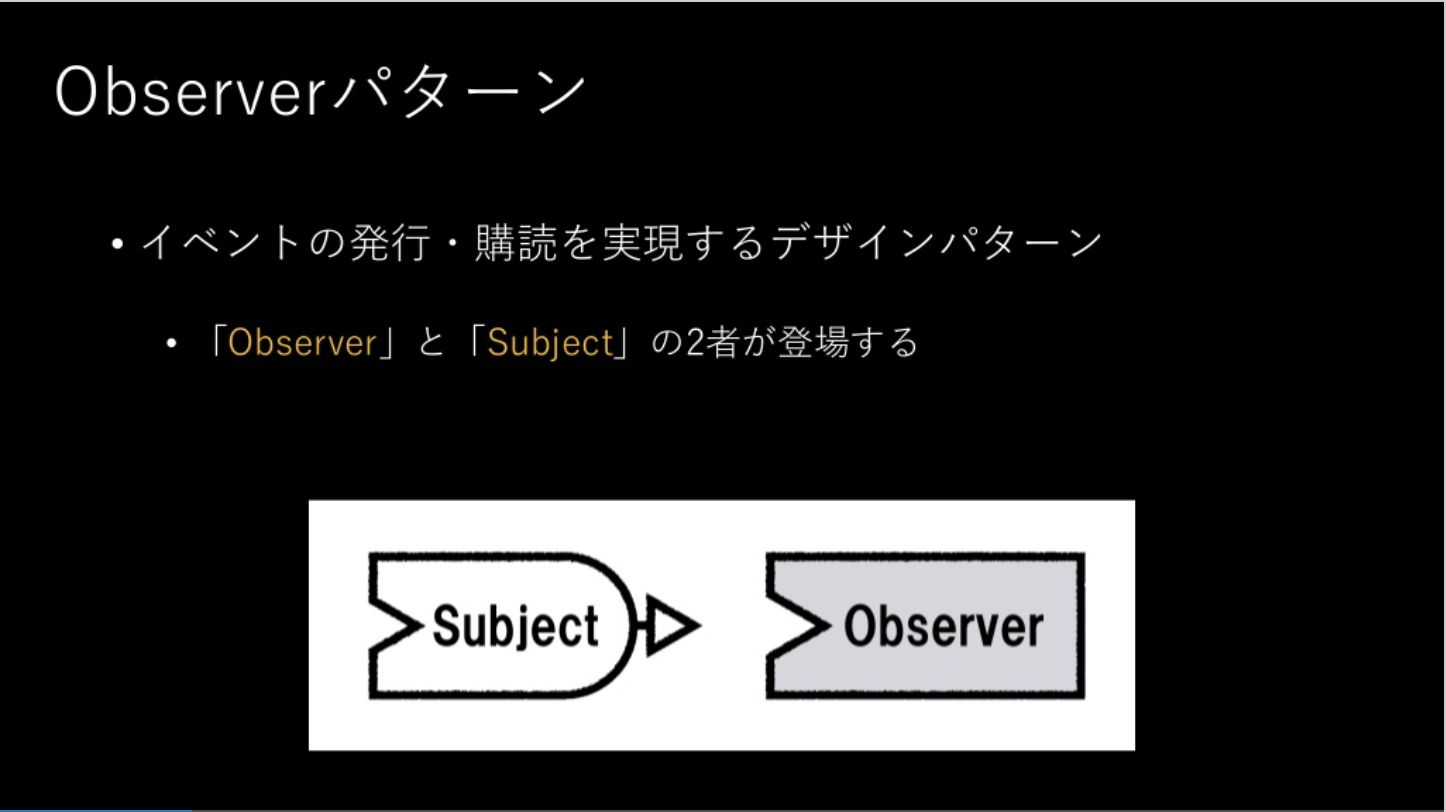 Observerパターン
• イベントの発行・購読を実現するデザインパターン
• 「Observer」と「Subject」の2者が登場する
Subject
Observer